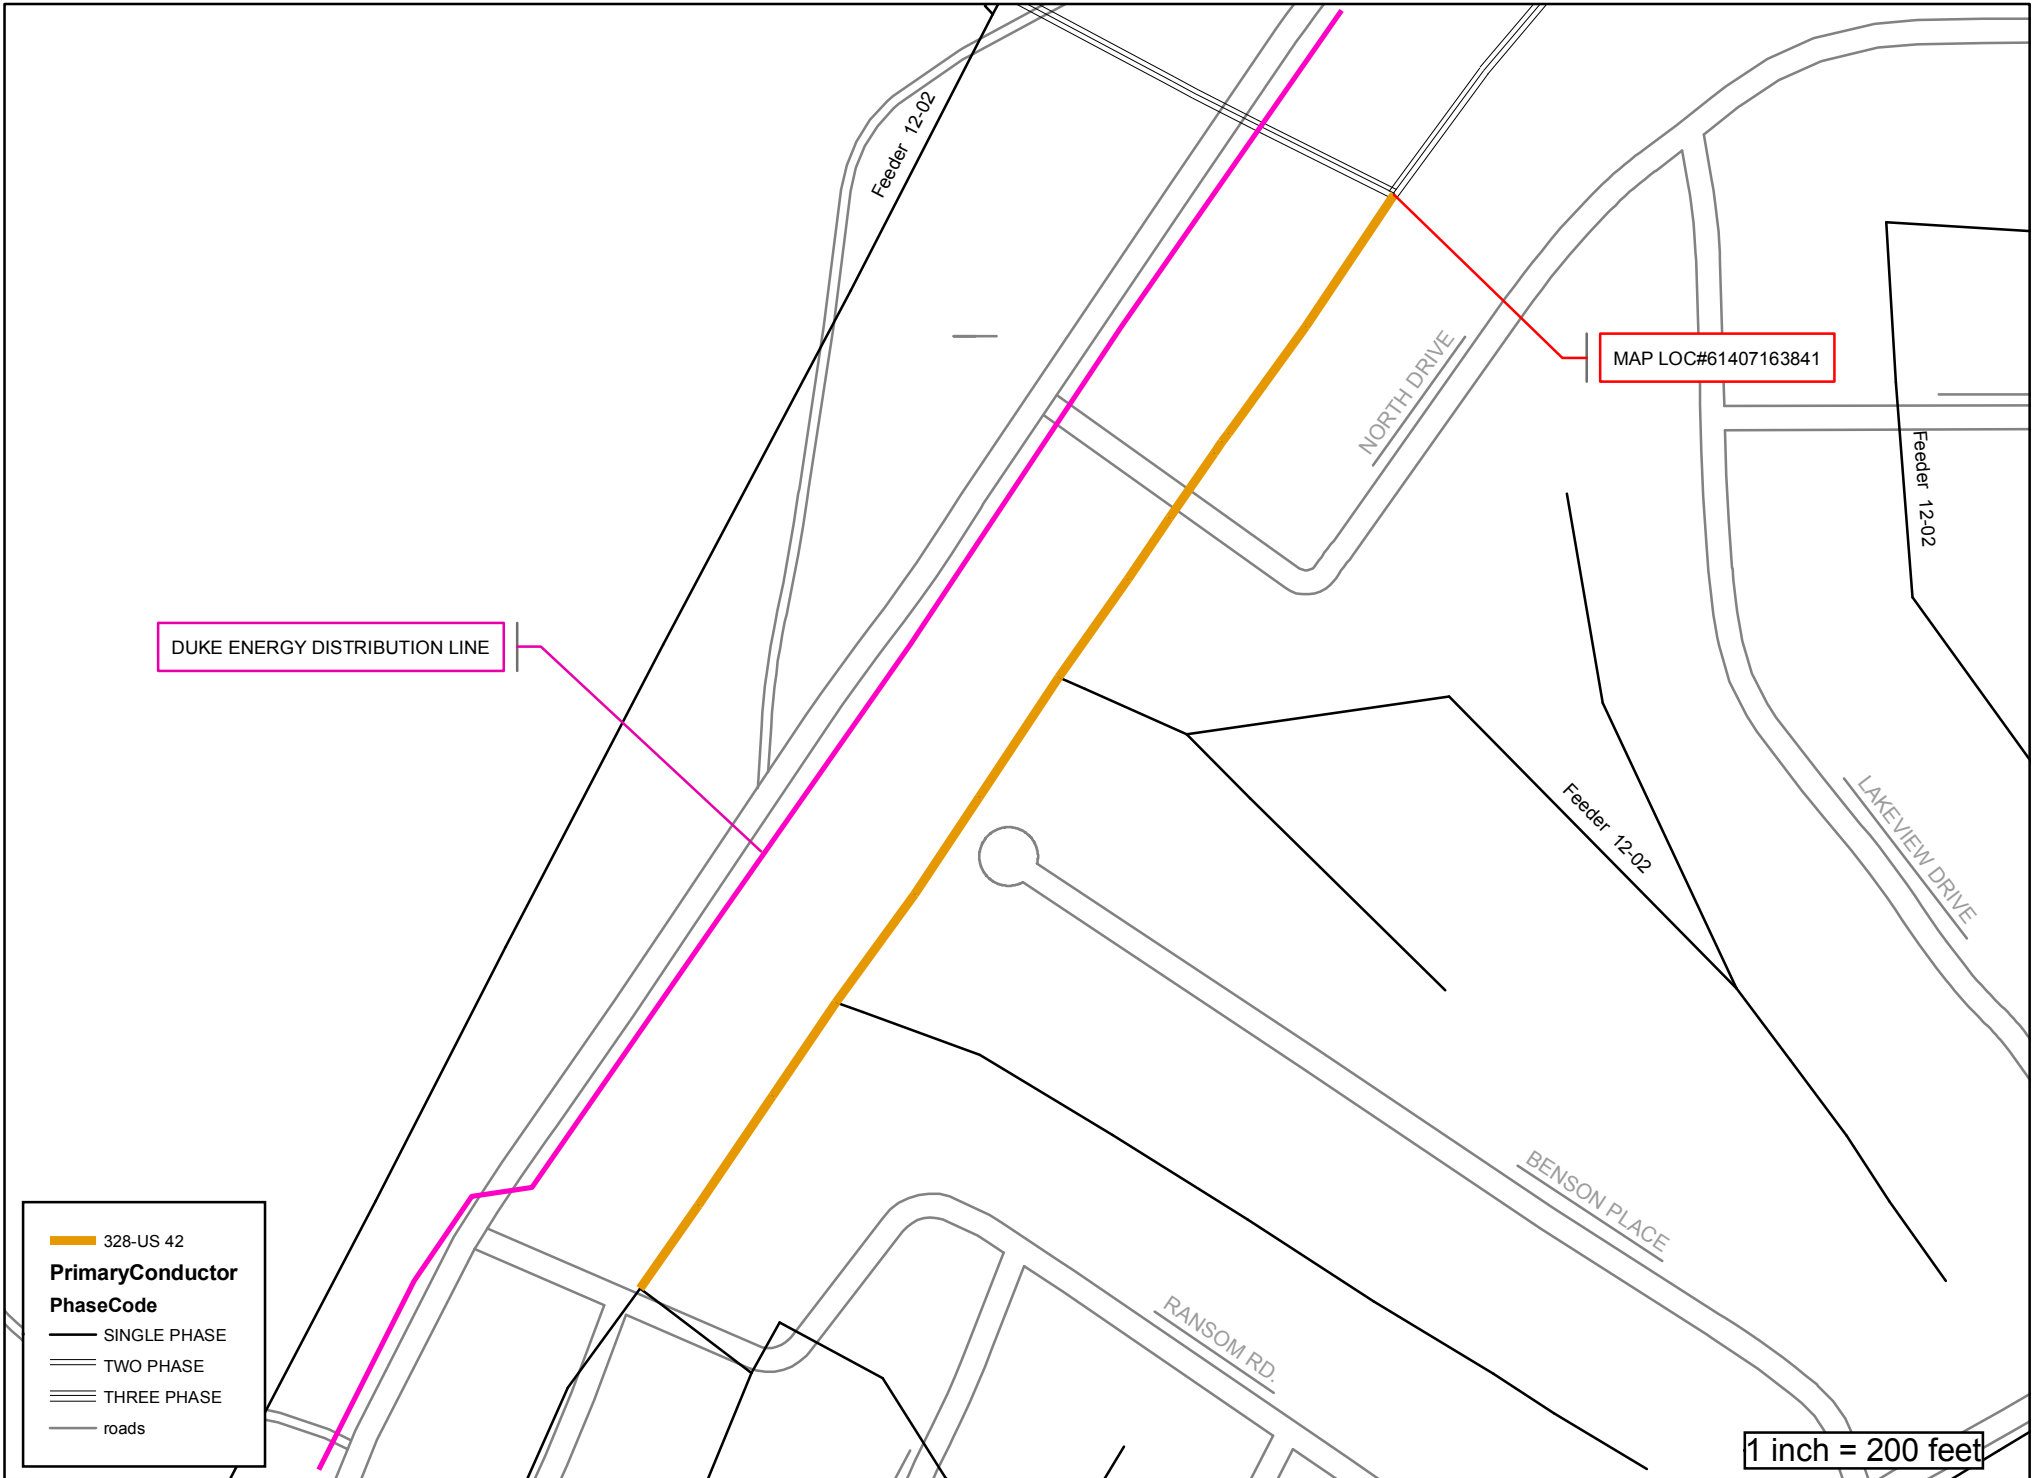 Feeder 12-02
MAP LOC#61407163841
NORTH DRIVE
Feeder 12-02
DUKE ENERGY DISTRIBUTION LINE
Feeder 12-02
LAKEVIEW DRIVE
BENSON PLACE
RANSOM RD.
328-US 42
PrimaryConductor
PhaseCode
SINGLE PHASE
TWO PHASE
THREE PHASE
roads
1 inch = 200 feet